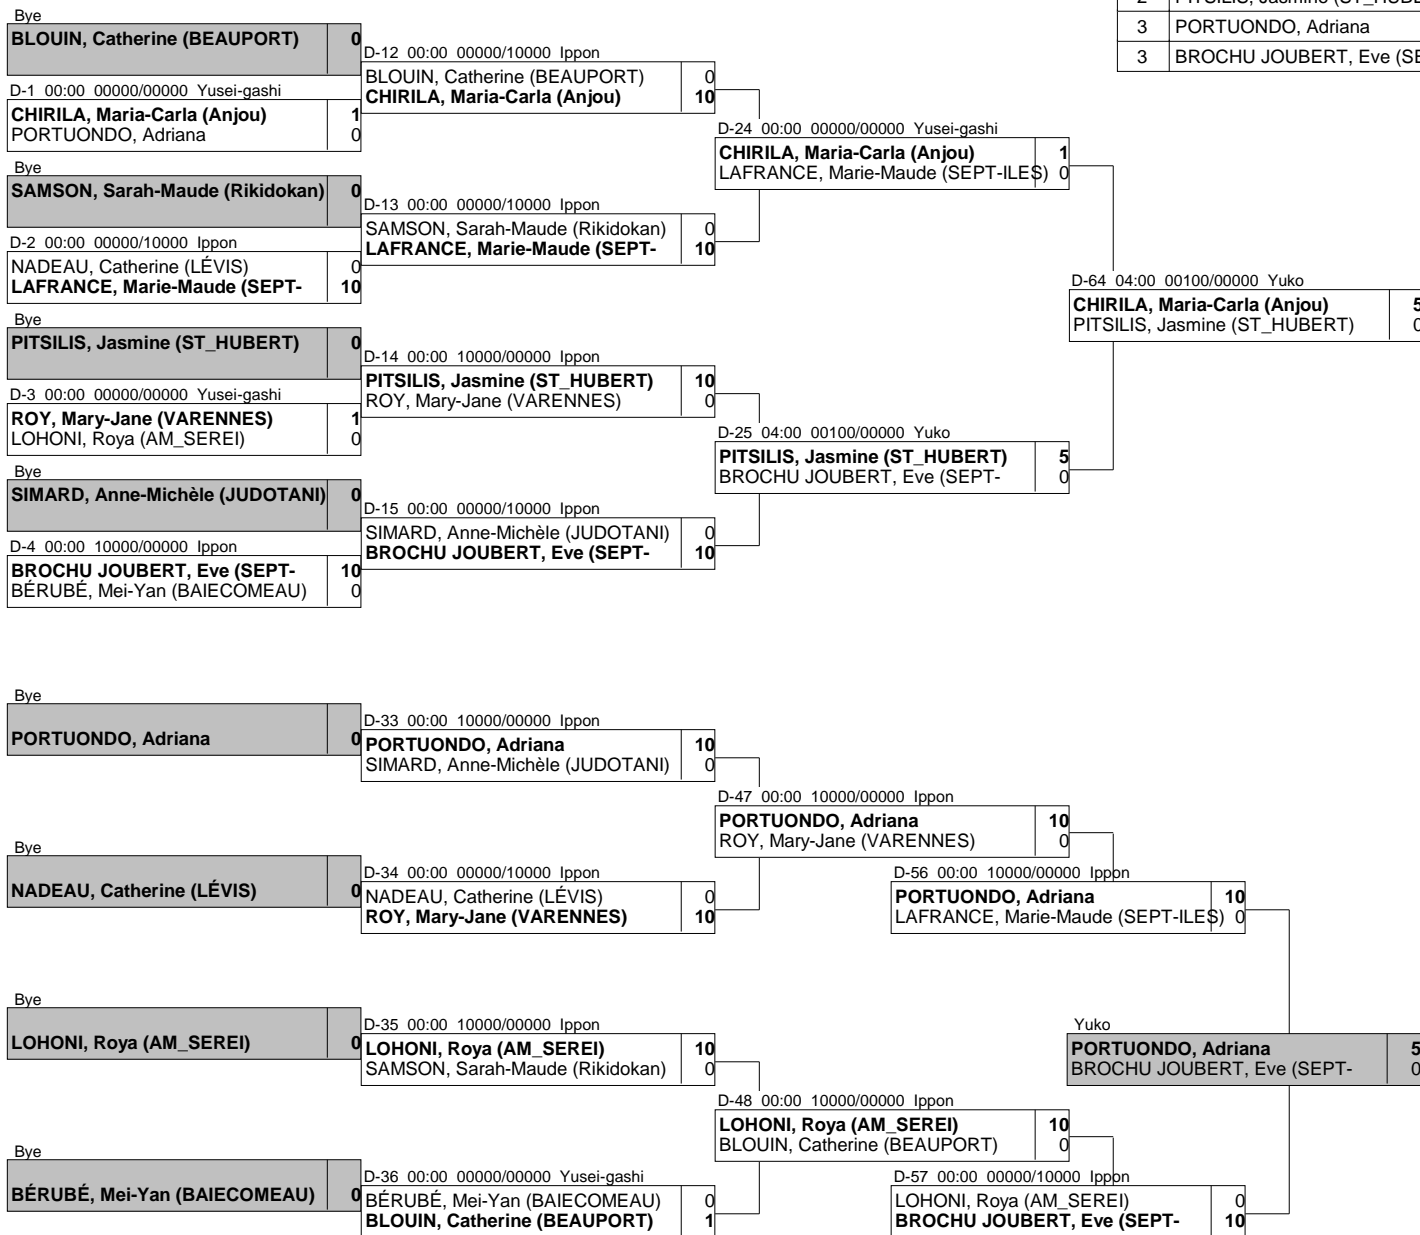 2 PITSILIS, Jasmine (ST_HUBE
3 PORTUONDO, Adriana
3 BROCHU JOUBERT, Eve (SE
Bye
BLOUIN, Catherine (BEAUPORT) 0
D-1 00:00 00000/00000 Yusei-gashi
CHIRILA, Maria-Carla (Anjou) 1
PORTUONDO, Adriana 0
Bye
SAMSON, Sarah-Maude (Rikidokan) 0
D-2 00:00 00000/10000 Ippon
NADEAU, Catherine (LÉVIS) 0
LAFRANCE, Marie-Maude (SEPT- 10
Bye
PITSILIS, Jasmine (ST_HUBERT) 0
D-3 00:00 00000/00000 Yusei-gashi
ROY, Mary-Jane (VARENNES) 1
LOHONI, Roya (AM_SEREI) 0
Bye
SIMARD, Anne-Michèle (JUDOTANI) 0
D-4 00:00 10000/00000 Ippon
BROCHU JOUBERT, Eve (SEPT- 10
BÉRUBÉ, Mei-Yan (BAIECOMEAU) 0
D-12 00:00 00000/10000 Ippon
BLOUIN, Catherine (BEAUPORT) 0
CHIRILA, Maria-Carla (Anjou) 10
D-13 00:00 00000/10000 Ippon
SAMSON, Sarah-Maude (Rikidokan) 0
LAFRANCE, Marie-Maude (SEPT- 10
D-14 00:00 10000/00000 Ippon
PITSILIS, Jasmine (ST_HUBERT) 10
ROY, Mary-Jane (VARENNES) 0
D-15 00:00 00000/10000 Ippon
SIMARD, Anne-Michèle (JUDOTANI) 0
BROCHU JOUBERT, Eve (SEPT- 10
D-24 00:00 00000/00000 Yusei-gashi
CHIRILA, Maria-Carla (Anjou) 1
LAFRANCE, Marie-Maude (SEPT-ILES) 0
D-25 04:00 00100/00000 Yuko
PITSILIS, Jasmine (ST_HUBERT) 5
BROCHU JOUBERT, Eve (SEPT- 0
D-64 04:00 00100/00000 Yuko
CHIRILA, Maria-Carla (Anjou) 5
PITSILIS, Jasmine (ST_HUBERT) 0
Bye
PORTUONDO, Adriana 0
Bye
NADEAU, Catherine (LÉVIS) 0
Bye
LOHONI, Roya (AM_SEREI) 0
Bye
BÉRUBÉ, Mei-Yan (BAIECOMEAU) 0
D-33 00:00 10000/00000 Ippon
PORTUONDO, Adriana 10
SIMARD, Anne-Michèle (JUDOTANI) 0
D-34 00:00 00000/10000 Ippon
NADEAU, Catherine (LÉVIS) 0
ROY, Mary-Jane (VARENNES) 10
D-35 00:00 10000/00000 Ippon
LOHONI, Roya (AM_SEREI) 10
SAMSON, Sarah-Maude (Rikidokan) 0
D-36 00:00 00000/00000 Yusei-gashi
BÉRUBÉ, Mei-Yan (BAIECOMEAU) 0
BLOUIN, Catherine (BEAUPORT) 1
D-47 00:00 10000/00000 Ippon
PORTUONDO, Adriana 10
ROY, Mary-Jane (VARENNES) 0
D-48 00:00 10000/00000 Ippon
LOHONI, Roya (AM_SEREI) 10
BLOUIN, Catherine (BEAUPORT) 0
D-56 00:00 10000/00000 Ippon
PORTUONDO, Adriana 10
LAFRANCE, Marie-Maude (SEPT-ILES) 0
D-57 00:00 00000/10000 Ippon
LOHONI, Roya (AM_SEREI) 0
BROCHU JOUBERT, Eve (SEPT- 10
Yuko
PORTUONDO, Adriana 5
BROCHU JOUBERT, Eve (SEPT- 0